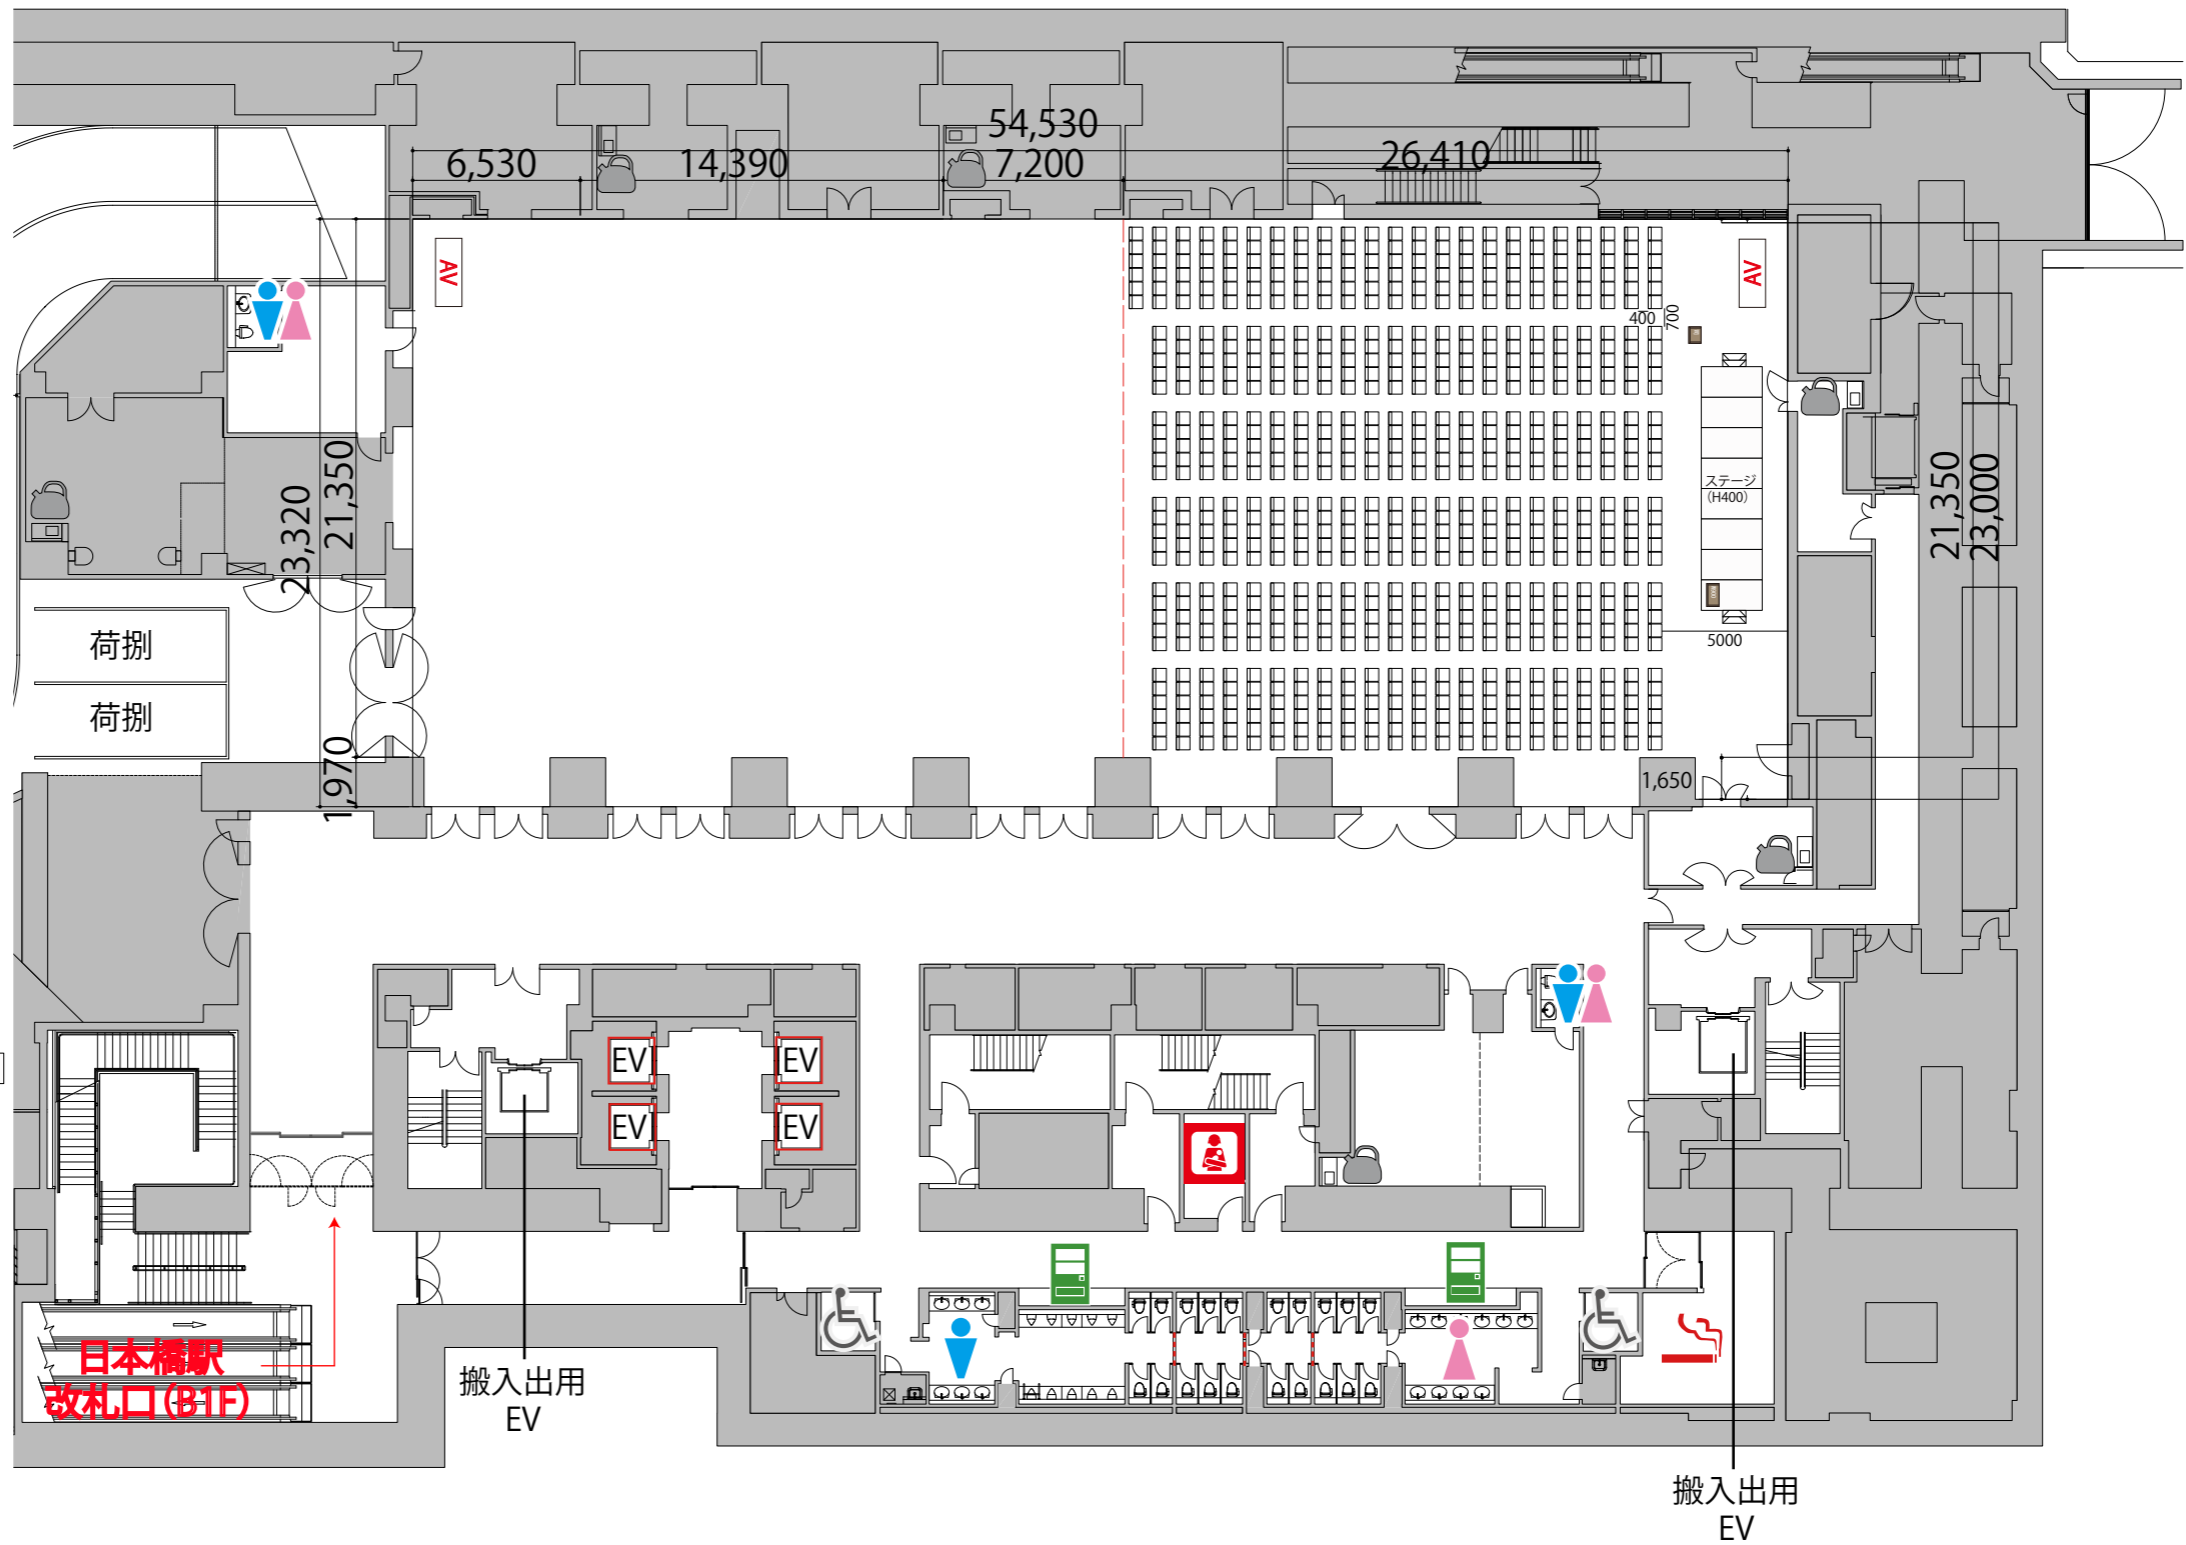 54,530
6,530
14,390
7,200
26,410
AV
AV
400
700
ステージ
(H400)
5000
21,350
23,000
23,320
21,350
1,970
1,650
荷捌
荷捌
EV
EV
EV
EV
日本橋駅
改札口(B1F)
搬入出用
EV
搬入出用
EV